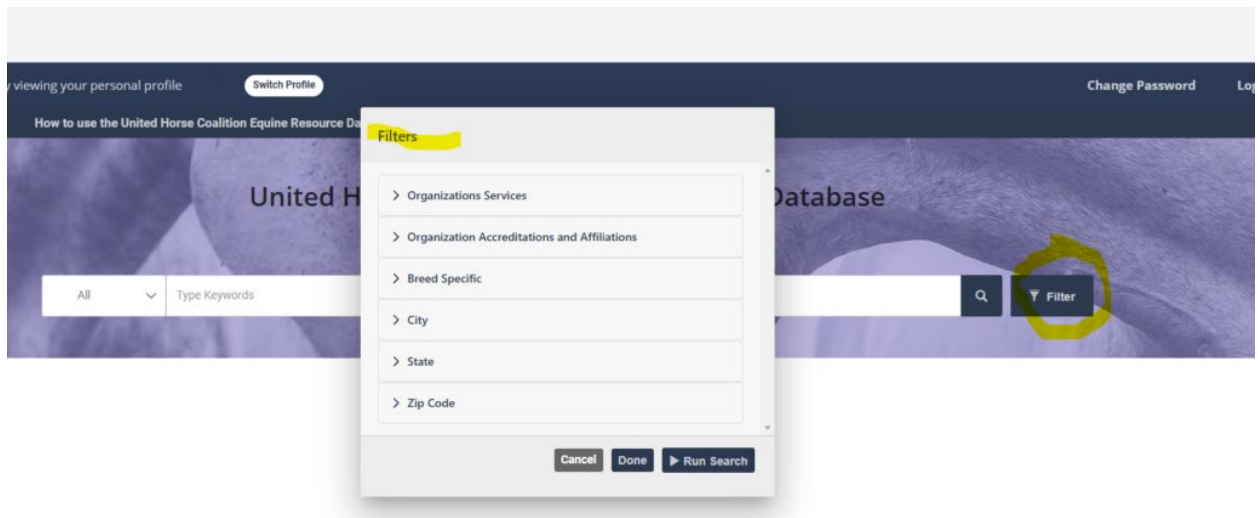 viewing your personal profile
Switch Profile
Change Password
Log
How to use the United Horse Coalition Equine Resource Da
Filters
United H
Database
Organizations Services
Organization Accreditations and Affiliations
Breed Specific
City
State
Zip Code
All
Type Keywords
Filter
Cancel
Done
Run Search